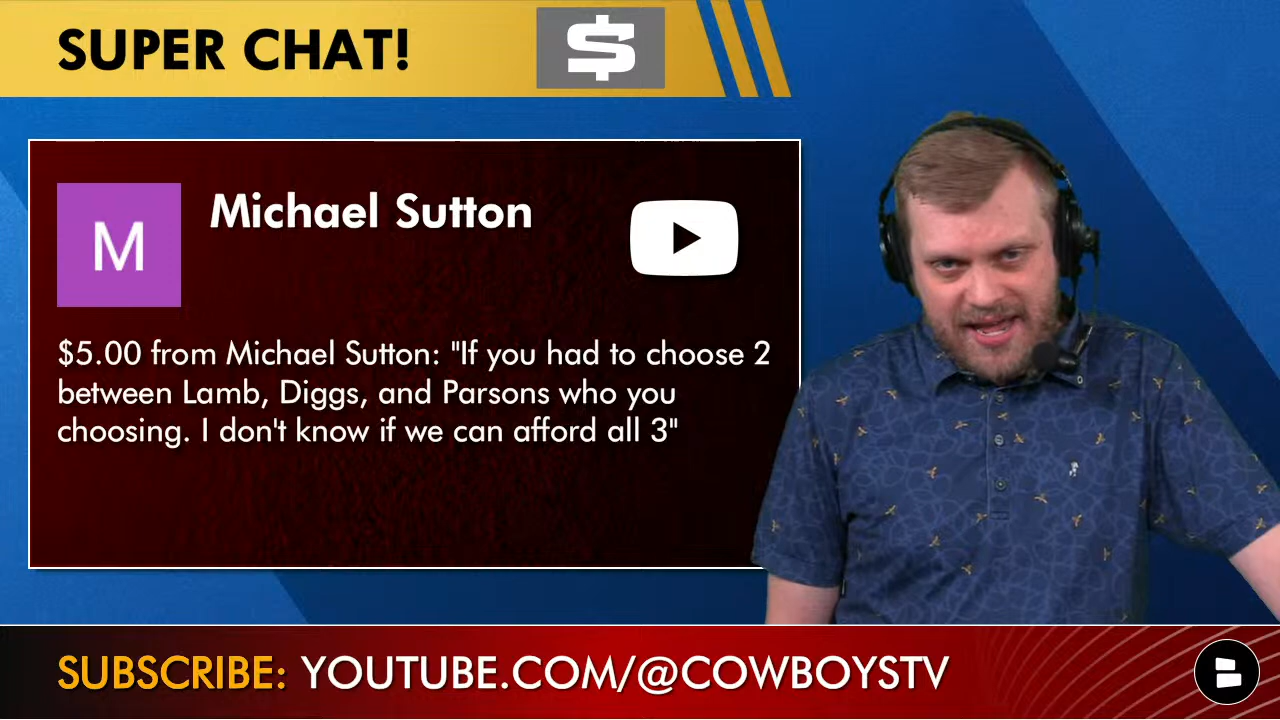 SUPER CHAT!
$
M
Michael Sutton
$5.00 from Michael Sutton: "If you had to choose 2
between Lamb, Diggs, and Parsons who you
choosing. I don't know if we can afford all 3"
SUBSCRIBE: YOUTUBE.COM/@COWBOYSTV